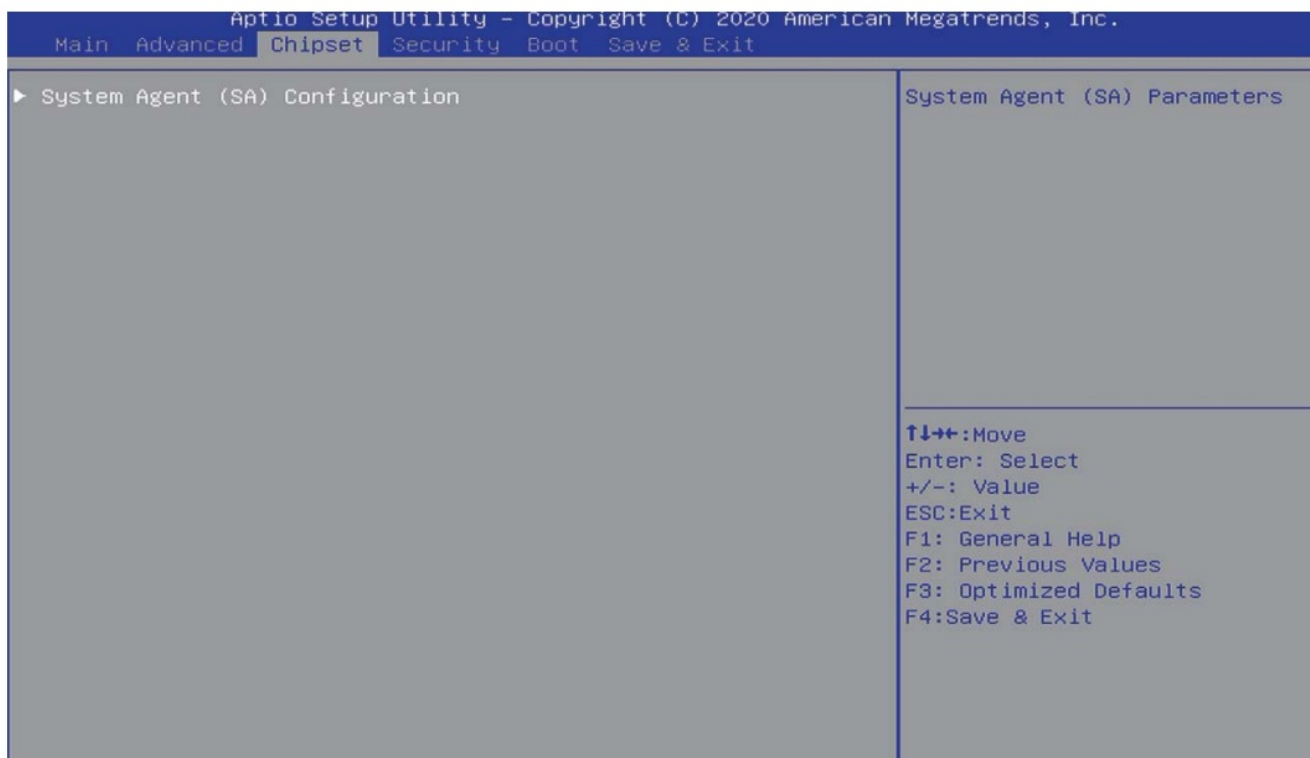 Aptio Setup Utility – Copyright (C) 2020 American Megatrends, Inc.
Main Advanced Chipset Security Boot Save & Exit
► System Agent (SA) Configuration
System Agent (SA) Parameters
↑↓→←:Move
Enter: Select
+/-: Value
ESC:Exit
F1: General Help
F2: Previous Values
F3: Optimized Defaults
F4:Save & Exit